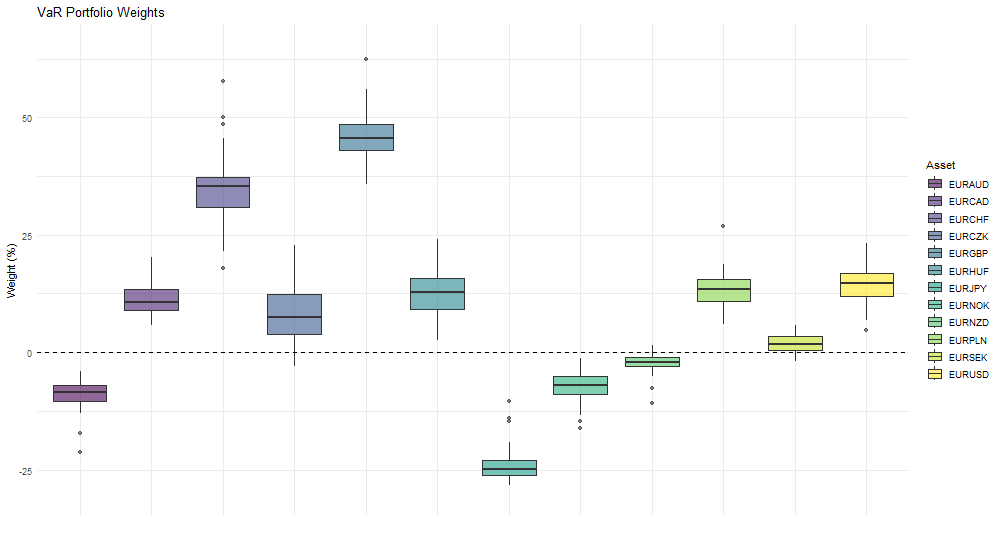 VaR Portfolio Weights
Weight (%)
50
25
0
-25
Asset
EURAUD
EURCAD
EURCHF
EURCZK
EURGBP
EURHUF
EURJPY
EURNOK
EURNZD
EURPLN
EURSEK
EURUSD